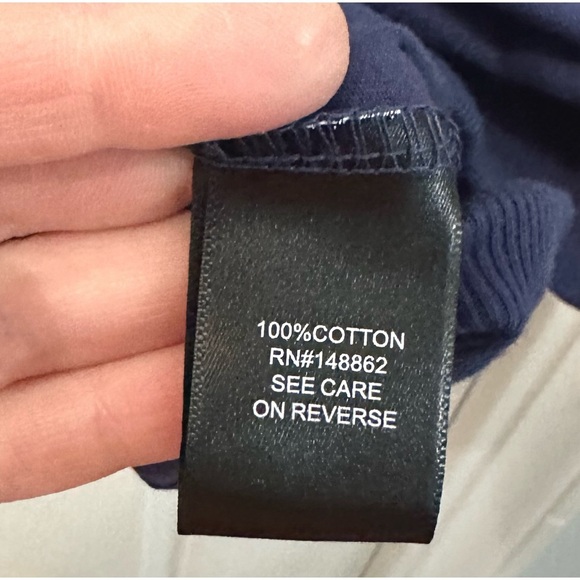 100%COTTON
RN#148862
SEE CARE
ON REVERSE